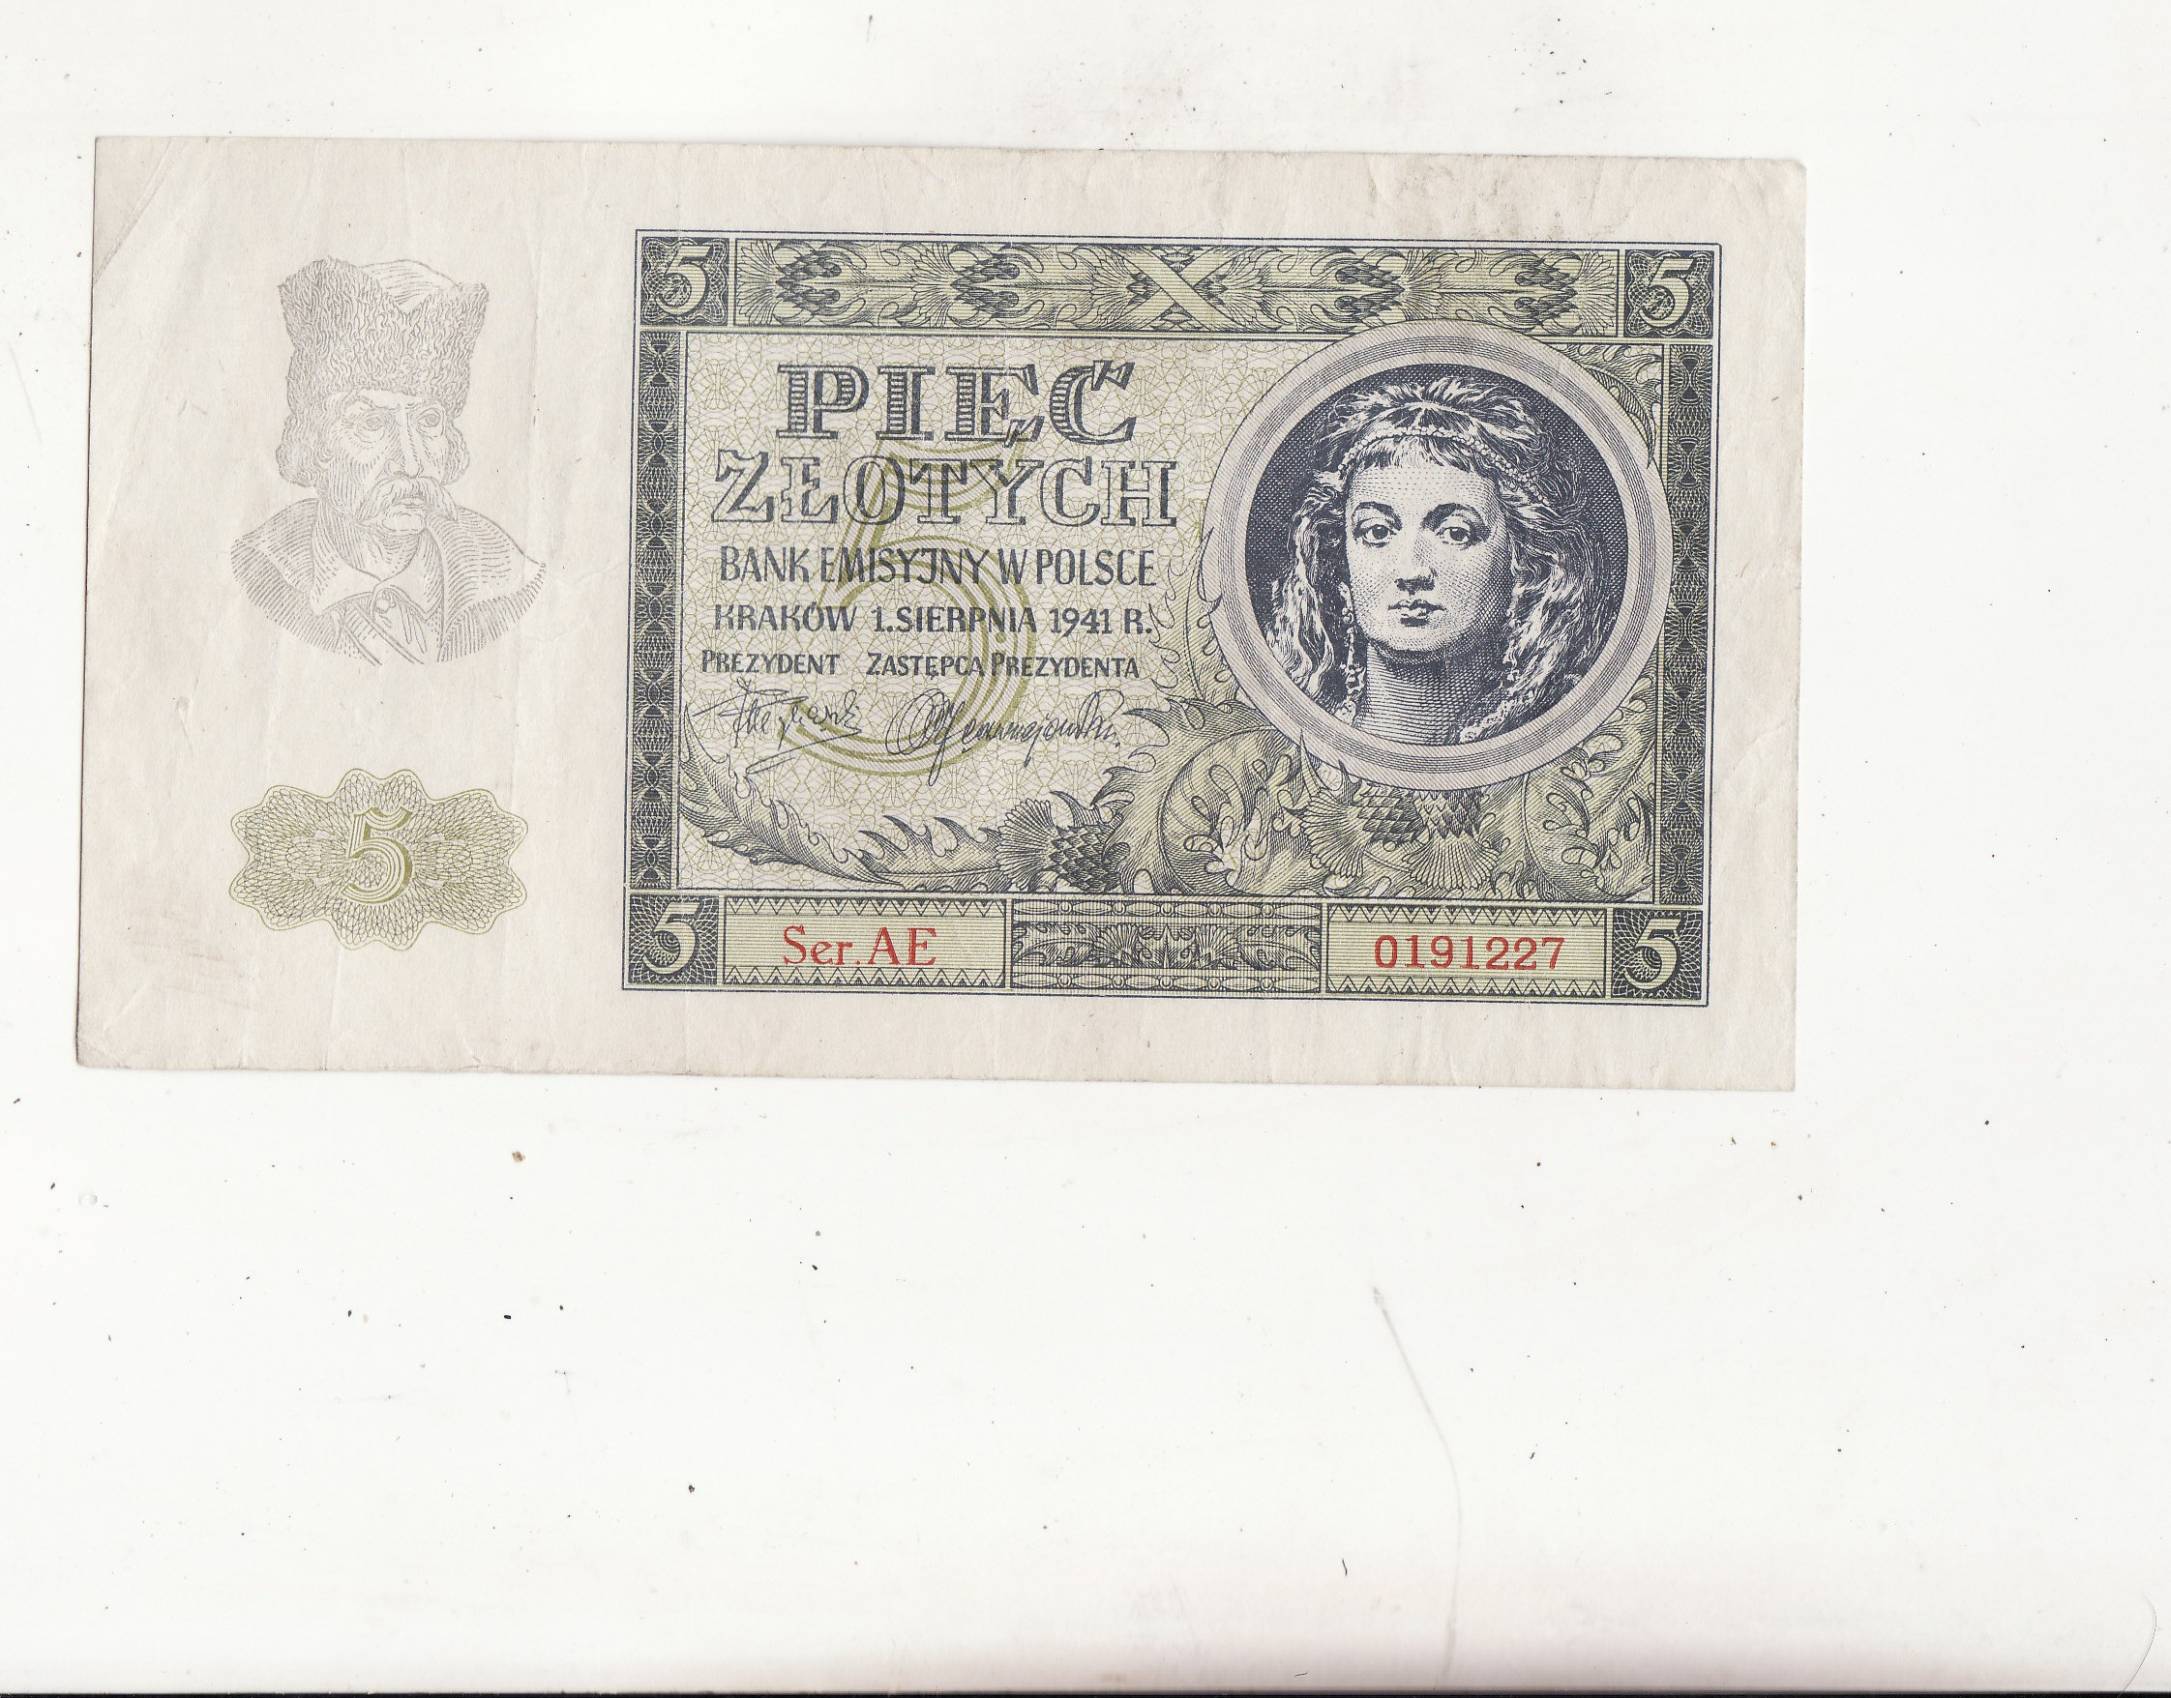 5 5
PIĘĆ
ZŁOTYCH
BANK EMISYJNY W POLSCE
KRAKÓW 1. SIERPNIA 1941 R.
PREZYDENT ZASTĘPCA PREZYDENTA
5
5
5 Ser. AE 0191227 5